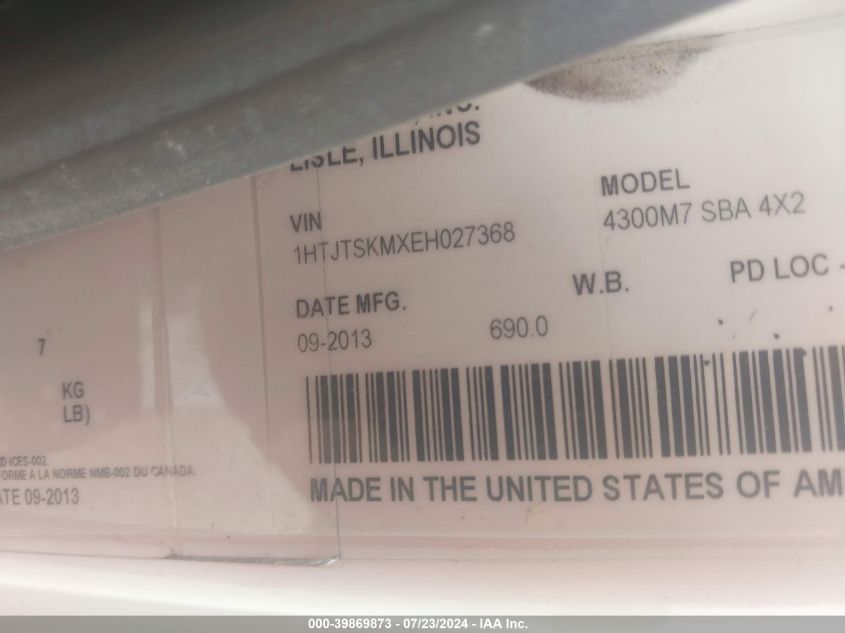 INC.
LISLE, ILLINOIS
VIN
1HTJTSKMXEH027368
MODEL
4300M7 SBA 4X2
DATE MFG.
09-2013
690.0
W.B.
PD LOC -
7
KG
LB)
ICES-002.
A LA NORME NMB-002 DU CANADA.
09-2013
MADE IN THE UNITED STATES OF AM
000-39869873 - 07/23/2024 - IAA Inc.